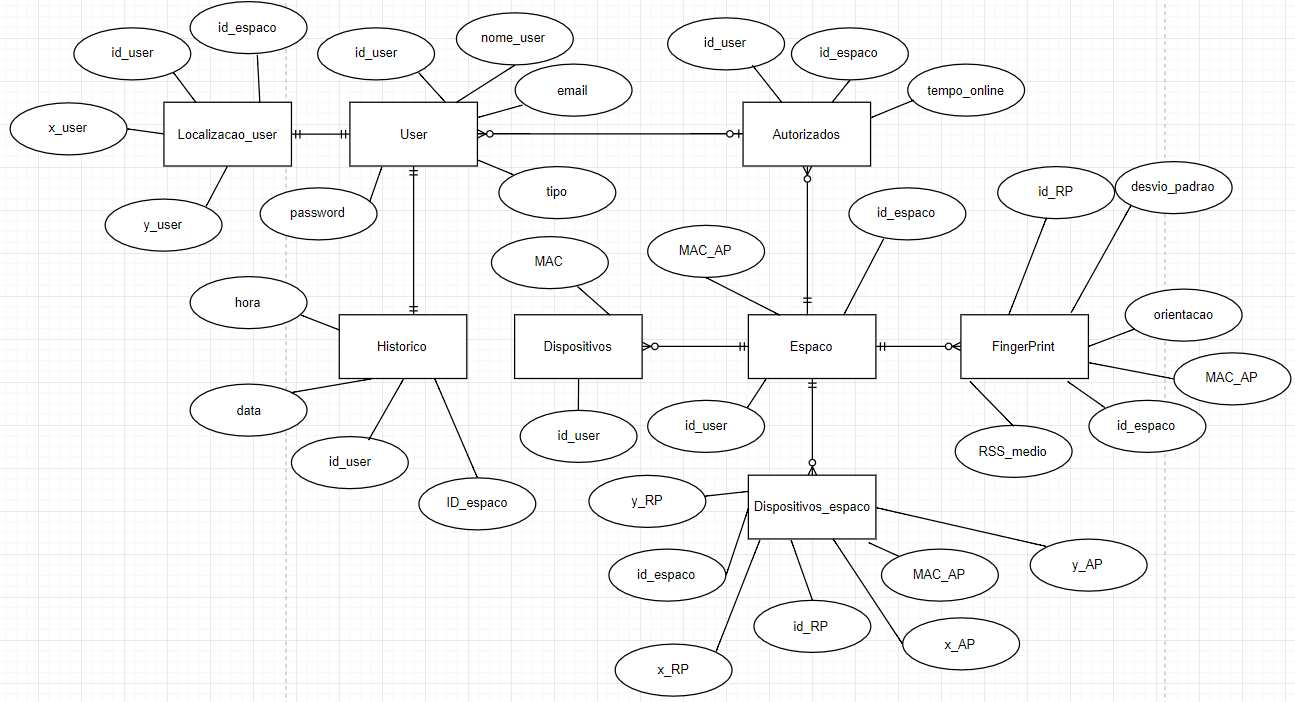 id_espaco
nome_user
id_user
id_user
id_user
id_espaco
email
tempo_online
x_user
Localizacao_user
User
Autorizados
id_RP
desvio_padrao
tipo
password
id_espaco
y_user
MAC_AP
MAC
hora
orientacao
Historico
Dispositivos
Espaco
FingerPrint
MAC_AP
data
id_user
id_user
id_espaco
id_user
RSS_medio
ID_espaco
y_RP
Dispositivos_espaco
id_espaco
MAC_AP
y_AP
id_RP
x_AP
x_RP